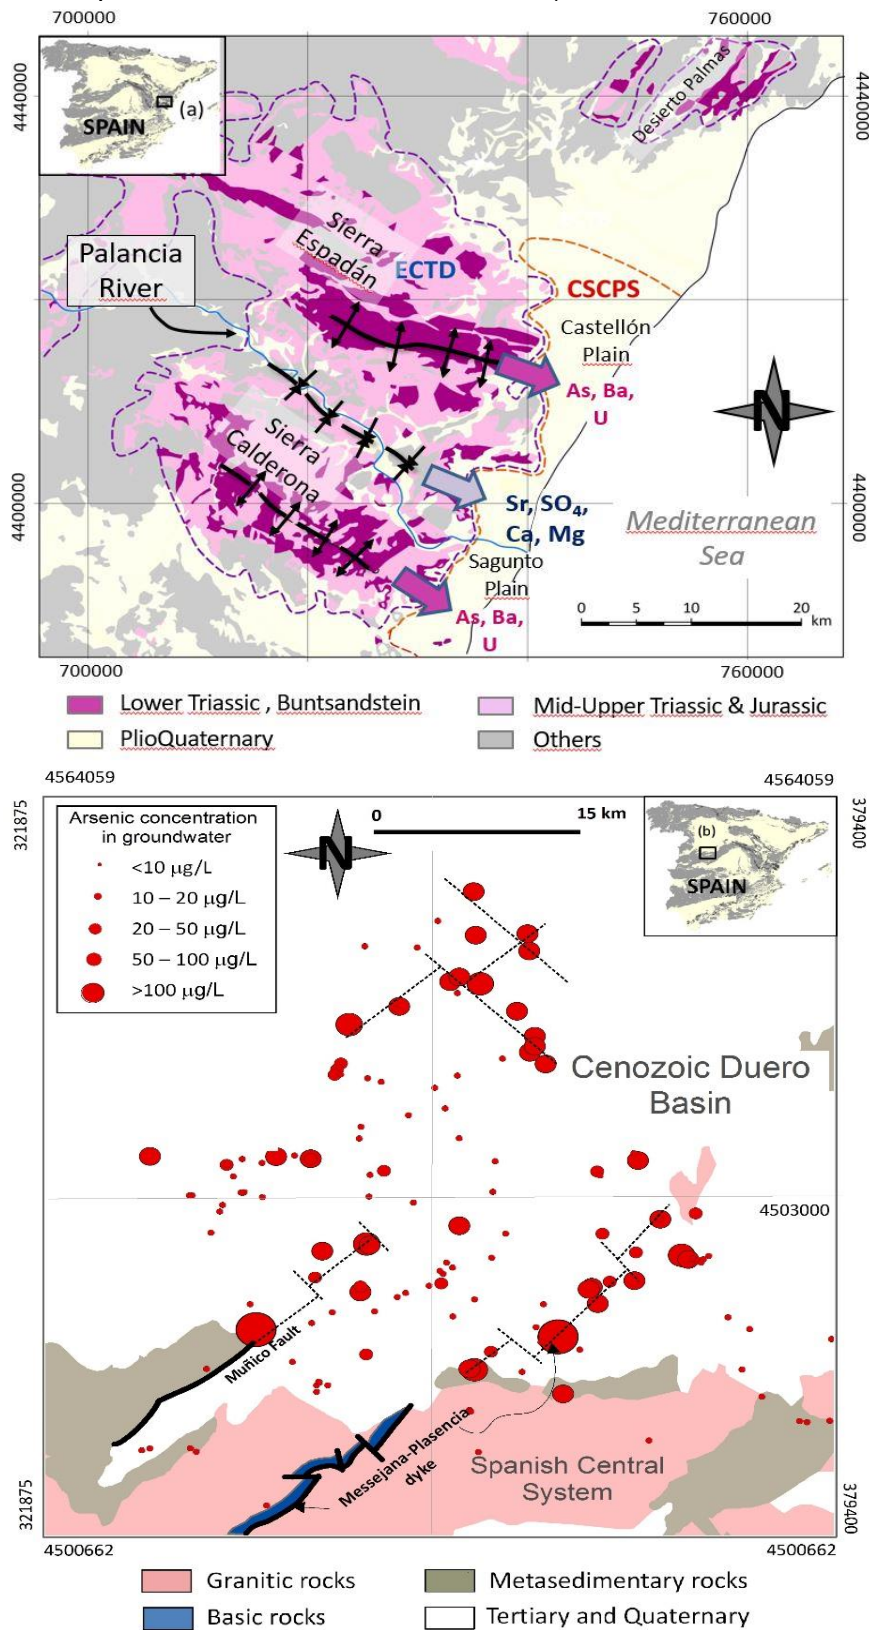 700000
760000
4440000
4440000
SPAIN
(a)
Desierto Palmas
Palancia
River
Sierra
Espadán
ECTD
CSCPS
Castellón
Plain
As, Ba,
U
N
Sierra
Calderona
4400000
4400000
Sr, SO₄,
Ca, Mg
Mediterranean
Sea
Sagunto
Plain
As, Ba,
U
0 5 10 20
km
700000
760000
Lower Triassic , Buntsandstein
Mid-Upper Triassic & Jurassic
PlioQuaternary
Others
4564059
4564059
321875
379400
Arsenic concentration
in groundwater
<10 µg/L
10 – 20 µg/L
20 – 50 µg/L
50 – 100 µg/L
>100 µg/L
0 15 km
N
(b)
SPAIN
Cenozoic Duero
Basin
4503000
Muñico Fault
Messejana-Plasencia
dyke
Spanish Central
System
321875
379400
4500662
4500662
Granitic rocks
Metasedimentary rocks
Basic rocks
Tertiary and Quaternary